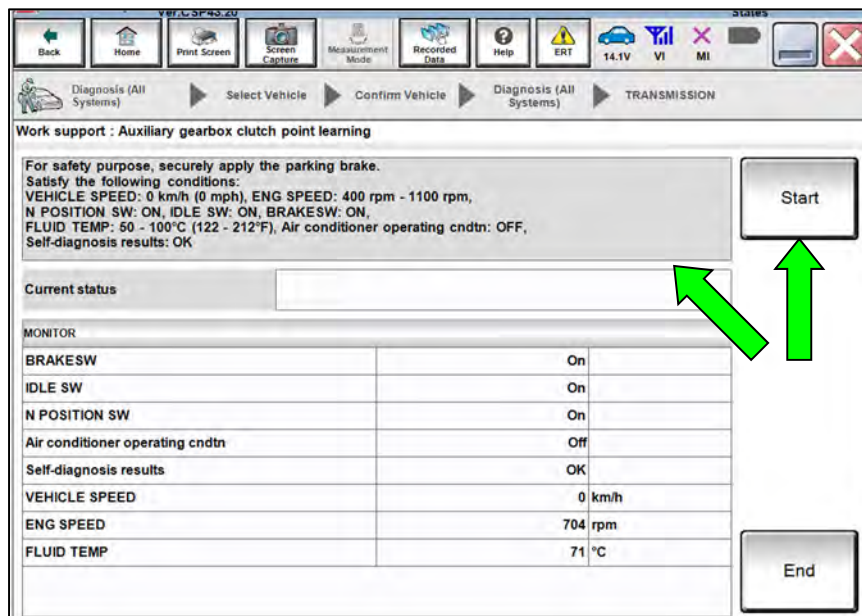 Ver.CSP43.20
States
Back
Home
Print Screen
Screen
Capture
Measurement
Mode
Recorded
Data
Help
ERT
14.1V
VI
MI
Diagnosis (All
Systems)
Select Vehicle
Confirm Vehicle
Diagnosis (All
Systems)
TRANSMISSION
Work support : Auxiliary gearbox clutch point learning
For safety purpose, securely apply the parking brake.
Satisfy the following conditions:
VEHICLE SPEED: 0 km/h (0 mph), ENG SPEED: 400 rpm - 1100 rpm,
N POSITION SW: ON, IDLE SW: ON, BRAKESW: ON,
FLUID TEMP: 50 - 100°C (122 - 212°F), Air conditioner operating cndtn: OFF,
Self-diagnosis results: OK
Start
Current status
MONITOR
BRAKESW On
IDLE SW On
N POSITION SW On
Air conditioner operating cndtn Off
Self-diagnosis results OK
VEHICLE SPEED 0 km/h
ENG SPEED 704 rpm
FLUID TEMP 71 °C
End